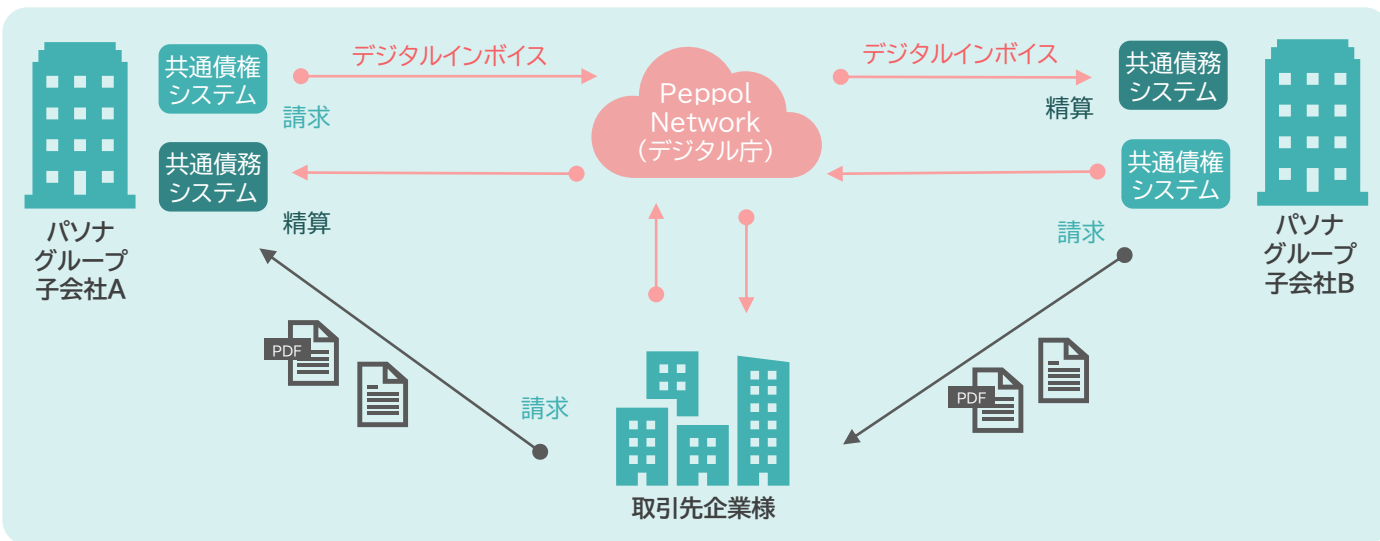 共通債権
システム
デジタルインボイス
請求
共通債務
システム
精算
パソナ
グループ
子会社A
Peppol
Network
（デジタル庁）
デジタルインボイス
共通債務
システム
精算
共通債権
システム
請求
パソナ
グループ
子会社B
PDF
請求
PDF
取引先企業様